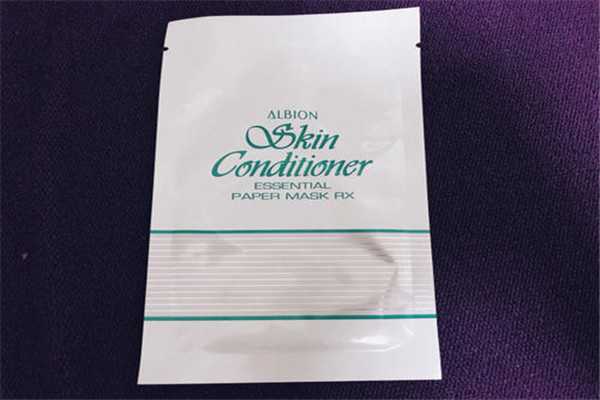 ALBION
Skin
Conditioner
ESSENTIAL
PAPER MASK RX